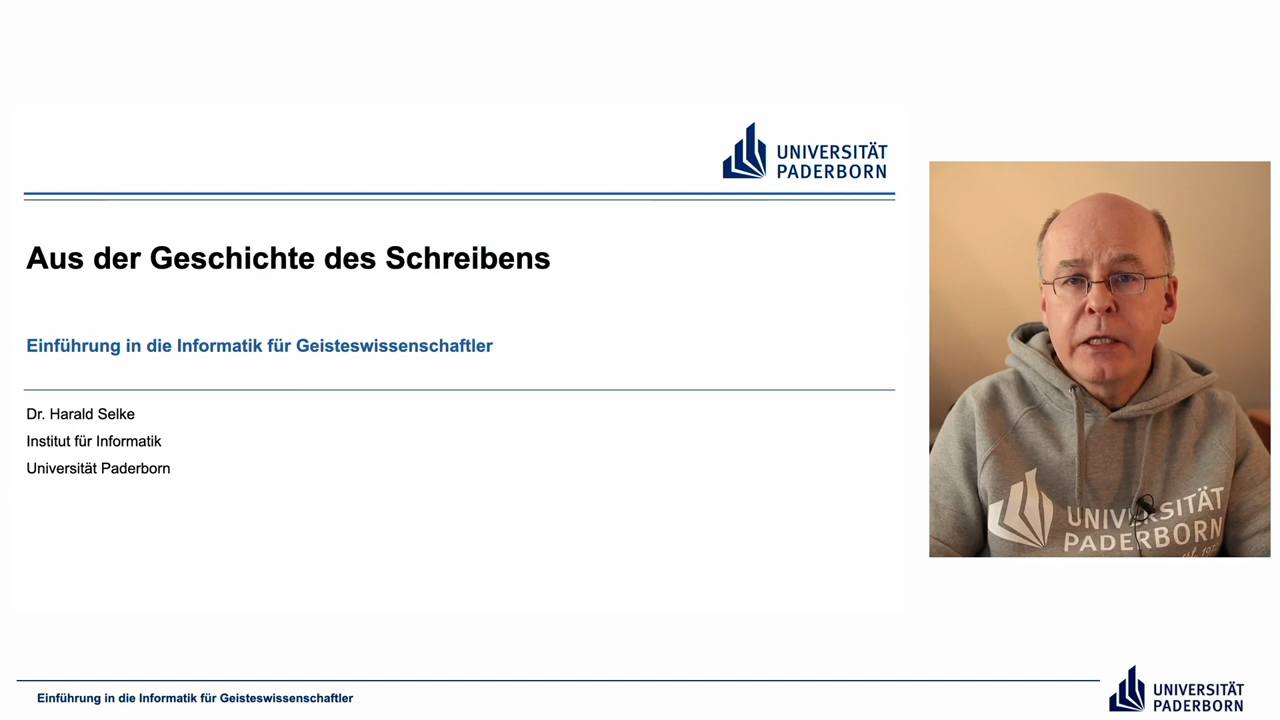 UNIVERSITÄT
PADERBORN
Aus der Geschichte des Schreibens
Einführung in die Informatik für Geisteswissenschaftler
Dr. Harald Selke
Institut für Informatik
Universität Paderborn
UNIVERSITÄT
PADERBORN
Einführung in die Informatik für Geisteswissenschaftler
UNIVERSITÄT
PADERBORN